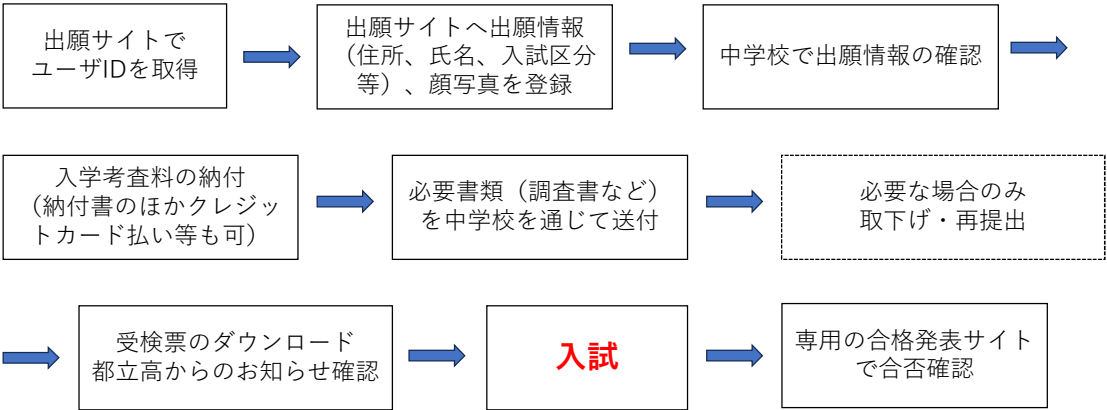 出願サイトで
ユーザIDを取得
出願サイトへ出願情報
（住所、氏名、入試区分
等）、顔写真を登録
中学校で出願情報の確認
入学考査料の納付
（納付書のほかクレジッ
トカード払い等も可）
必要書類（調査書など）
を中学校を通じて送付
必要な場合のみ
取下げ・再提出
受検票のダウンロード
都立高からのお知らせ確認
入試
専用の合格発表サイト
で合否確認